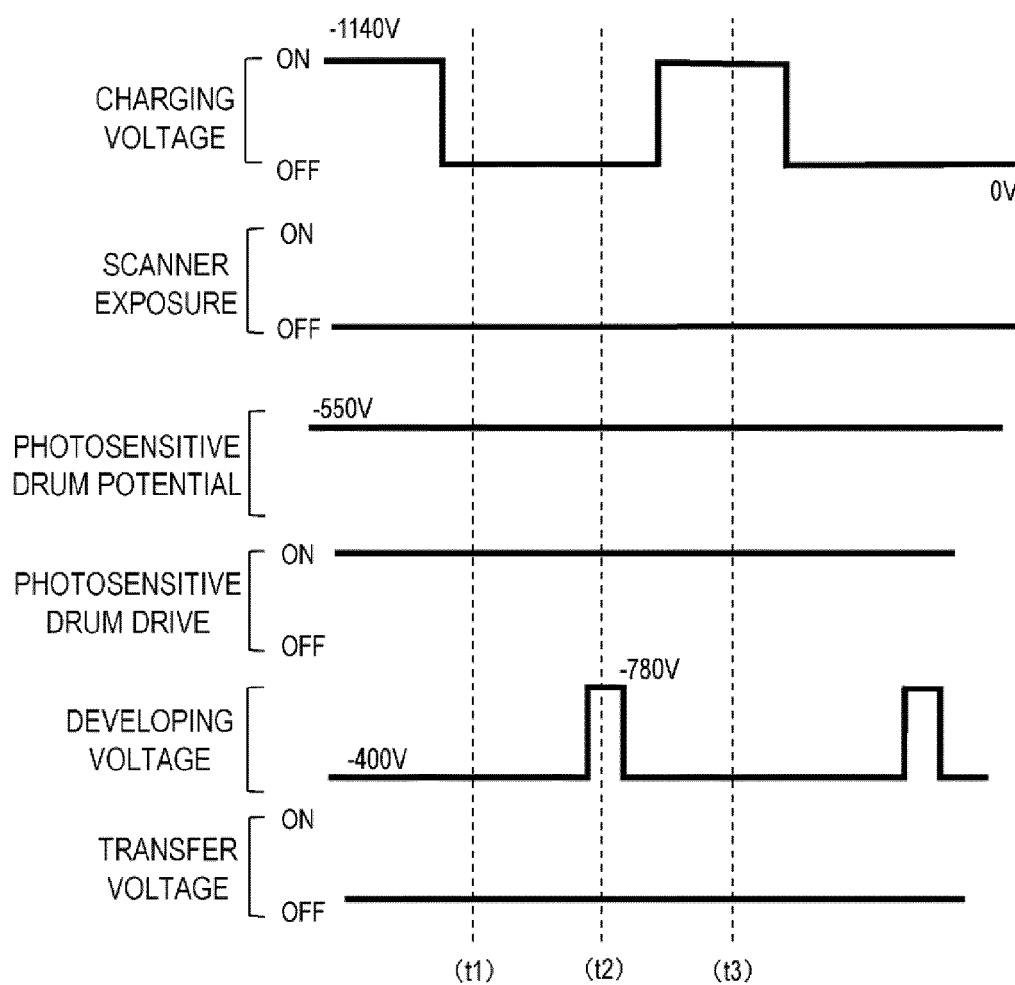 -1140V
ON
CHARGING
VOLTAGE
OFF
0V
ON
SCANNER
EXPOSURE
OFF
-550V
PHOTOSENSITIVE
DRUM POTENTIAL
ON
PHOTOSENSITIVE
DRUM DRIVE
OFF
-780V
DEVELOPING
VOLTAGE
-400V
ON
TRANSFER
VOLTAGE
OFF
(t1) (t2) (t3)